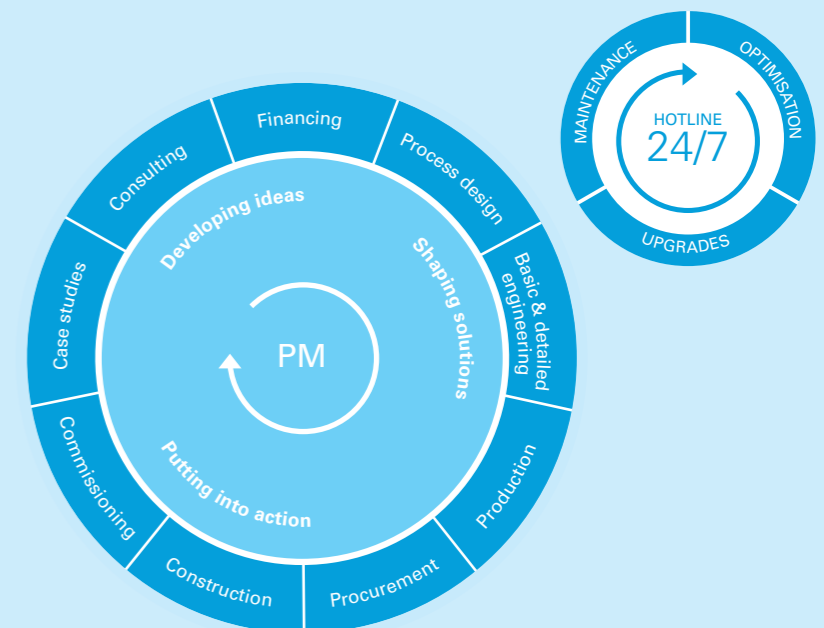 Financing
Process design
Basic & detailed
engineering
Production
Procurement
Construction
Commissioning
Case studies
Consulting
Developing ideas
Shaping solutions
Putting into action
PM
MAINTENANCE
OPTIMISATION
UPGRADES
HOTLINE
24/7